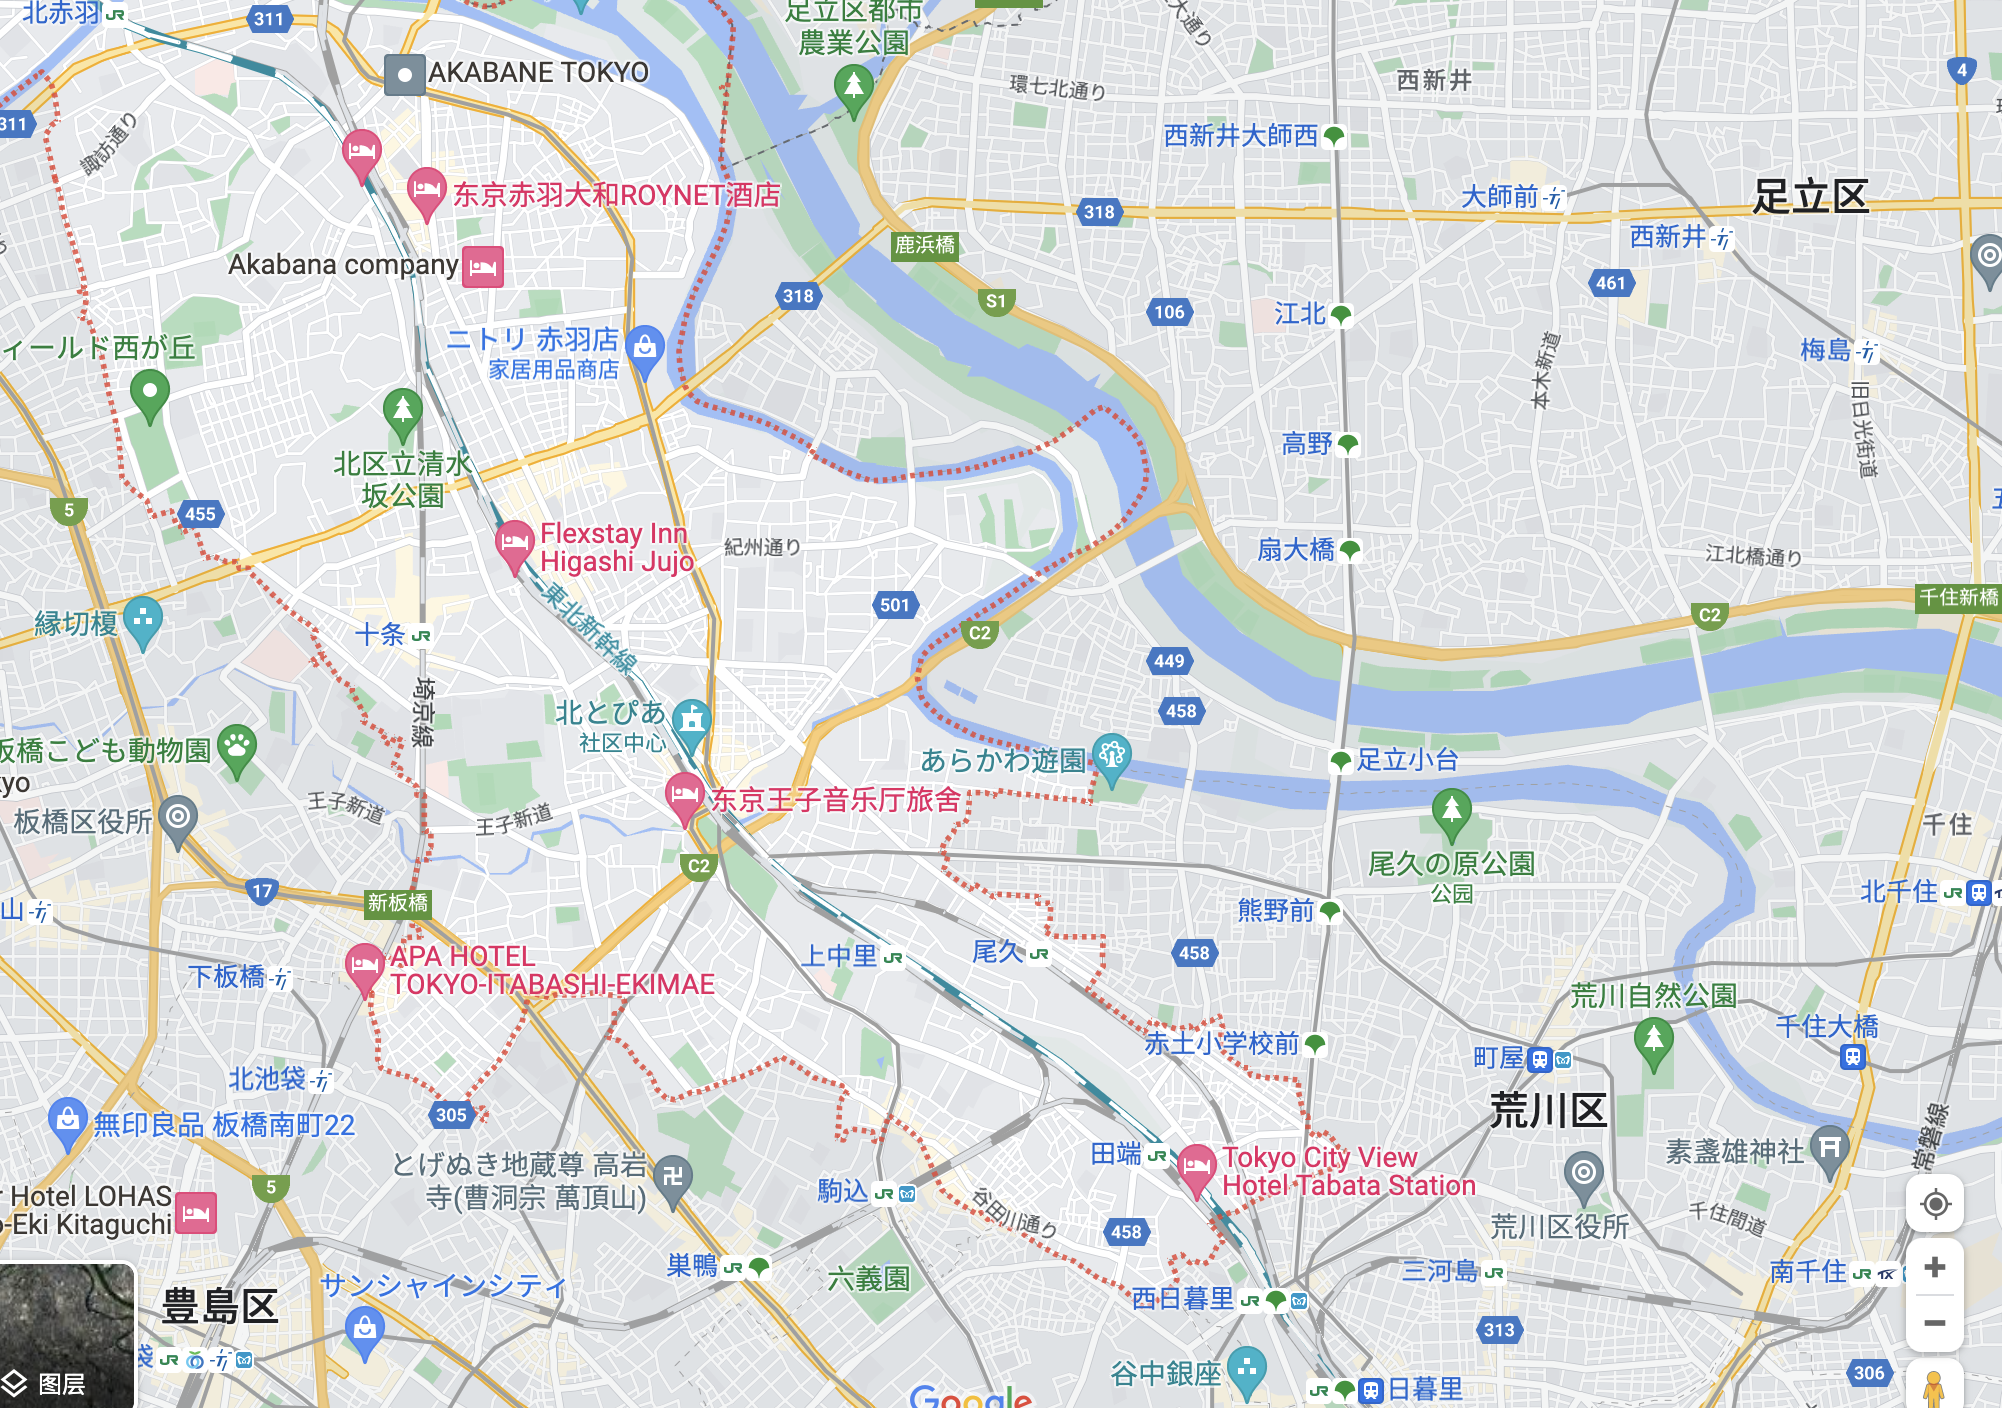 北赤羽
311
足立区都市
農業公園
大通り
AKABANE TOKYO
西新井
4
環七北通り
311
諏訪通り
西新井大師西
东京赤羽大和ROYNET酒店
大師前
足立区
318
西新井
鹿浜橋
Akabana company
461
318
S1
106
江北
ニトリ 赤羽店
家居用品商店
ィールド西が丘
本木新道
梅島
旧日光街道
高野
北区立清水
坂公園
5
455
Flexstay Inn
Higashi Jujo
紀州通り
扇大橋
江北橋通り
東北新幹線
501
千住新橋
縁切榎
十条
C2
C2
449
埼京線
458
北とぴあ
社区中心
板橋こども動物園
yo
あらかわ遊園
足立小台
王子新道
王子新道
东京王子音乐厅旅舍
板橋区役所
千住
尾久の原公園
公园
C2
17
新板橋
山
北千住
熊野前
APA HOTEL
TOKYO-ITABASHI-EKIMAE
下板橋
上中里
尾久
458
荒川自然公園
千住大橋
赤土小学校前
町屋
北池袋
305
荒川区
無印良品 板橋南町22
常磐線
田端
Tokyo City View
Hotel Tabata Station
素盞雄神社
とげぬき地蔵尊 高岩
寺(曹洞宗 萬頂山)
駒込
谷田川通り
5
r Hotel LOHAS
o-Eki Kitaguchi
458
荒川区役所
千住間道
巣鴨
六義園
三河島
南千住
サンシャインシティ
豊島区
西日暮里
313
袋
図层
谷中銀座
日暮里
306
Google